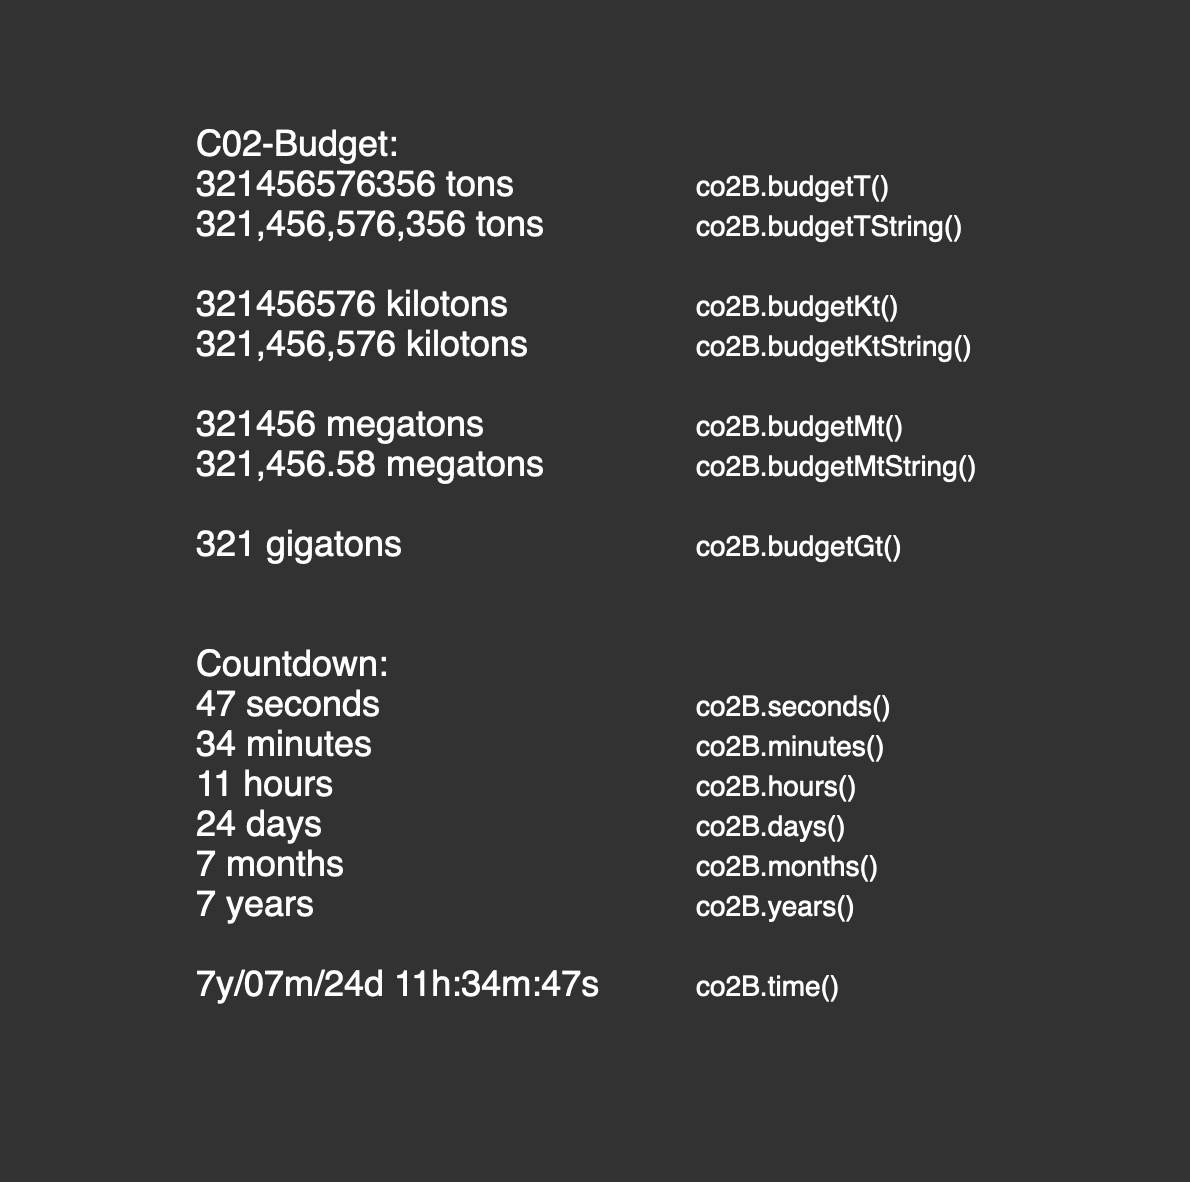 C02-Budget:
321456576356 tons co2B.budgetT()
321,456,576,356 tons co2B.budgetTString()
321456576 kilotons co2B.budgetKt()
321,456,576 kilotons co2B.budgetKtString()
321456 megatons co2B.budgetMt()
321,456.58 megatons co2B.budgetMtString()
321 gigatons co2B.budgetGt()
Countdown:
47 seconds co2B.seconds()
34 minutes co2B.minutes()
11 hours co2B.hours()
24 days co2B.days()
7 months co2B.months()
7 years co2B.years()
7y/07m/24d 11h:34m:47s co2B.time()